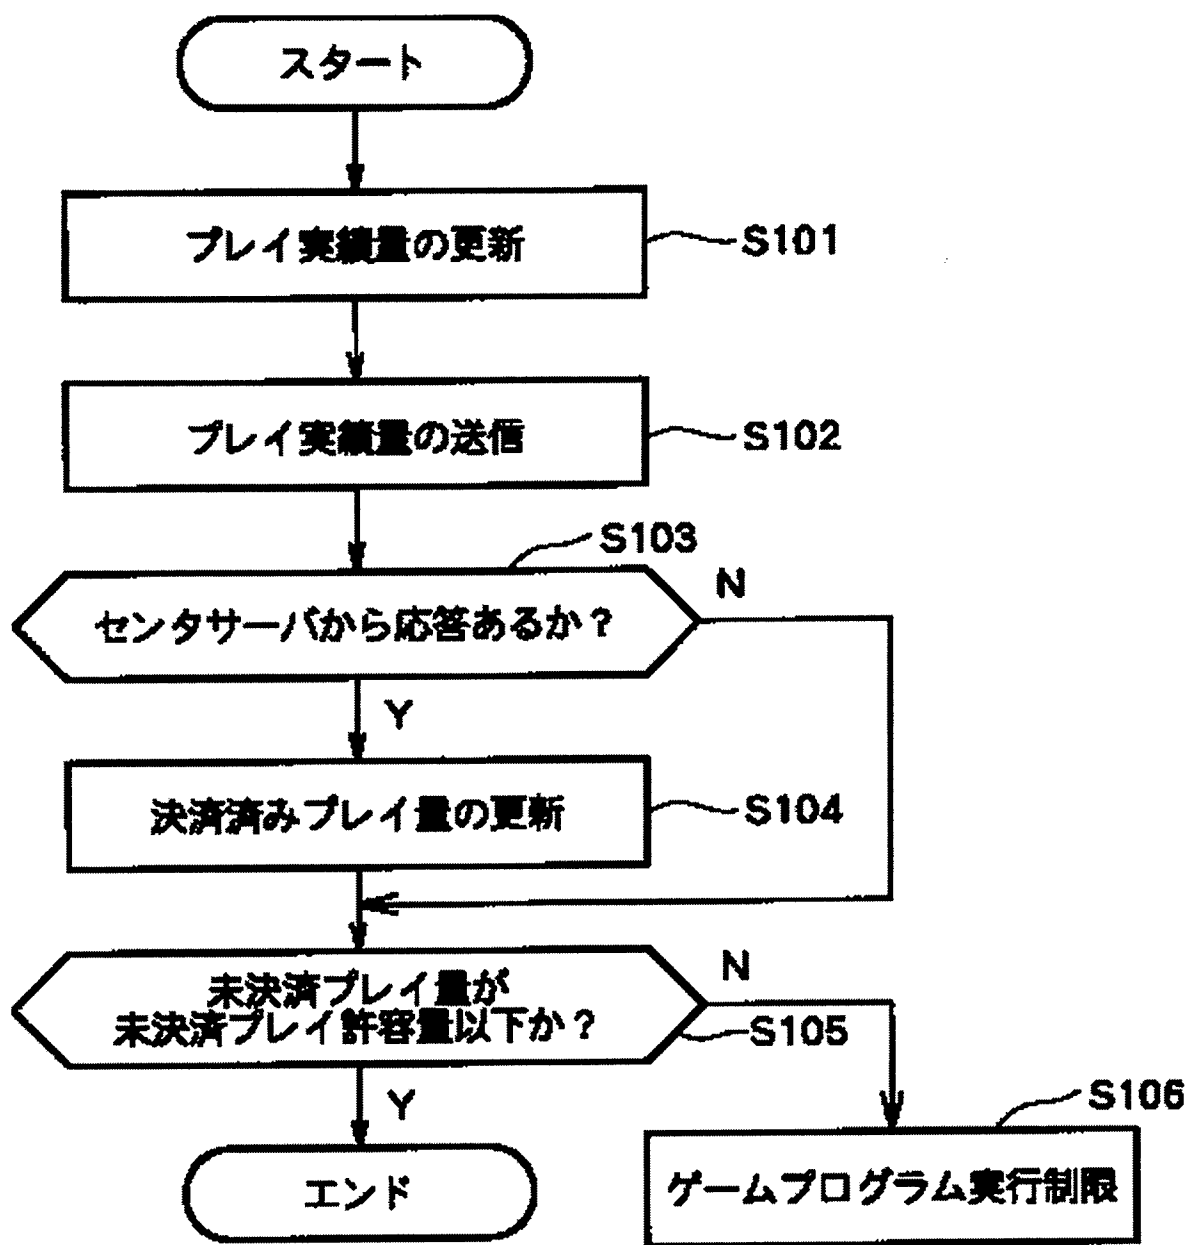 スタート
プレイ実績量の更新
S101
プレイ実績量の送信
S102
S103
センタサーバから応答あるか？
N
Y
決済済みプレイ量の更新
S104
未決済プレイ量が
未決済プレイ許容量以下か？
N
S105
Y
S106
エンド
ゲームプログラム実行制限